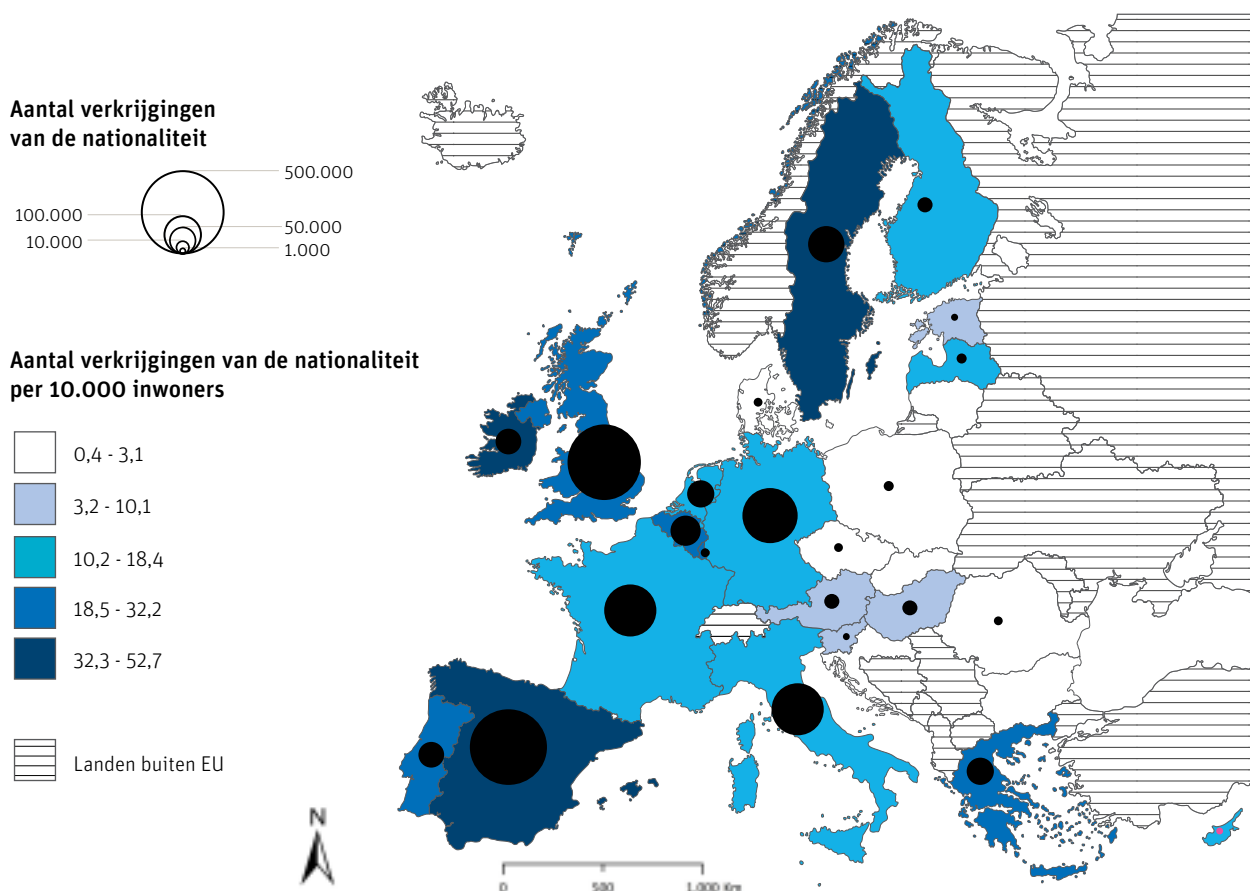 Aantal verkrijgingen
van de nationaliteit
500.000
100.000
50.000
10.000
1.000
Aantal verkrijgingen van de nationaliteit
per 10.000 inwoners
0,4 - 3,1
3,2 - 10,1
10,2 - 18,4
18,5 - 32,2
32,3 - 52,7
Landen buiten EU
N
0 500 1.000 Km